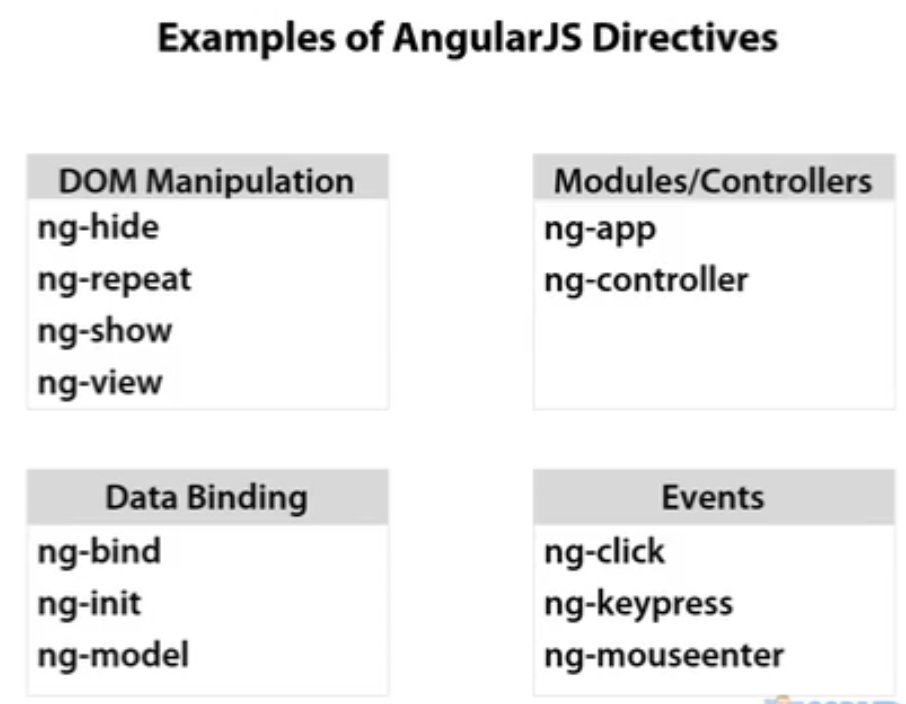 Examples of AngularJS Directives
DOM Manipulation
ng-hide
ng-repeat
ng-show
ng-view
Modules/Controllers
ng-app
ng-controller
Data Binding
ng-bind
ng-init
ng-model
Events
ng-click
ng-keypress
ng-mouseenter